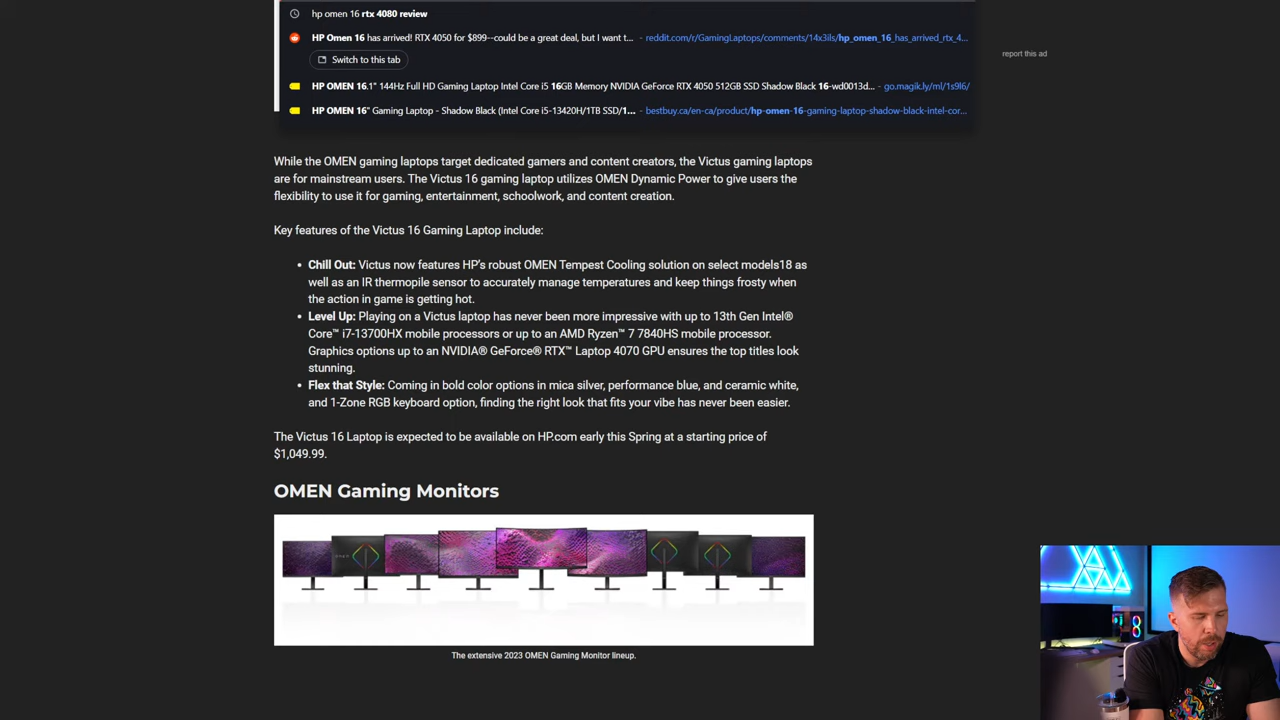 hp omen 16 rtx 4080 review
HP Omen 16 has arrived! RTX 4050 for $899--could be a great deal, but I want t... - reddit.com/r/GamingLaptops/comments/14x3ils/hp_omen_16_has_arrived_rtx_4...
Switch to this tab
report this ad
HP OMEN 16.1" 144Hz Full HD Gaming Laptop Intel Core i5 16GB Memory NVIDIA GeForce RTX 4050 512GB SSD Shadow Black 16-wd0013d... - go.magik.ly/ml/1s9l6/
HP OMEN 16" Gaming Laptop - Shadow Black (Intel Core i5-13420H/1TB SSD/1... - bestbuy.ca/en-ca/product/hp-omen-16-gaming-laptop-shadow-black-intel-cor...
While the OMEN gaming laptops target dedicated gamers and content creators, the Victus gaming laptops
are for mainstream users. The Victus 16 gaming laptop utilizes OMEN Dynamic Power to give users the
flexibility to use it for gaming, entertainment, schoolwork, and content creation.
Key features of the Victus 16 Gaming Laptop include:
• Chill Out: Victus now features HP's robust OMEN Tempest Cooling solution on select models18 as
well as an IR thermopile sensor to accurately manage temperatures and keep things frosty when
the action in game is getting hot.
• Level Up: Playing on a Victus laptop has never been more impressive with up to 13th Gen Intel®
Core™ i7-13700HX mobile processors or up to an AMD Ryzen™ 7 7840HS mobile processor.
Graphics options up to an NVIDIA® GeForce® RTX™ Laptop 4070 GPU ensures the top titles look
stunning.
• Flex that Style: Coming in bold color options in mica silver, performance blue, and ceramic white,
and 1-Zone RGB keyboard option, finding the right look that fits your vibe has never been easier.
The Victus 16 Laptop is expected to be available on HP.com early this Spring at a starting price of
$1,049.99.
OMEN Gaming Monitors
The extensive 2023 OMEN Gaming Monitor lineup.